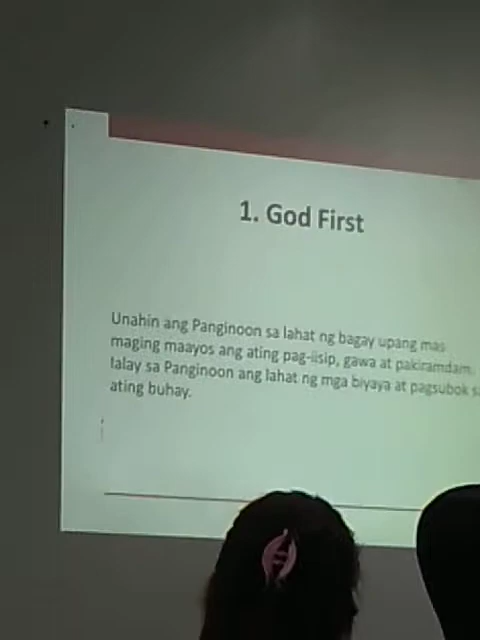 1. God First
Unahin ang Panginoon sa lahat ng bagay upang mas
maging maayos ang ating pag-iisip, gawa at pakiramdam.
Ialay sa Panginoon ang lahat ng mga biyaya at pagsubok sa
ating buhay.